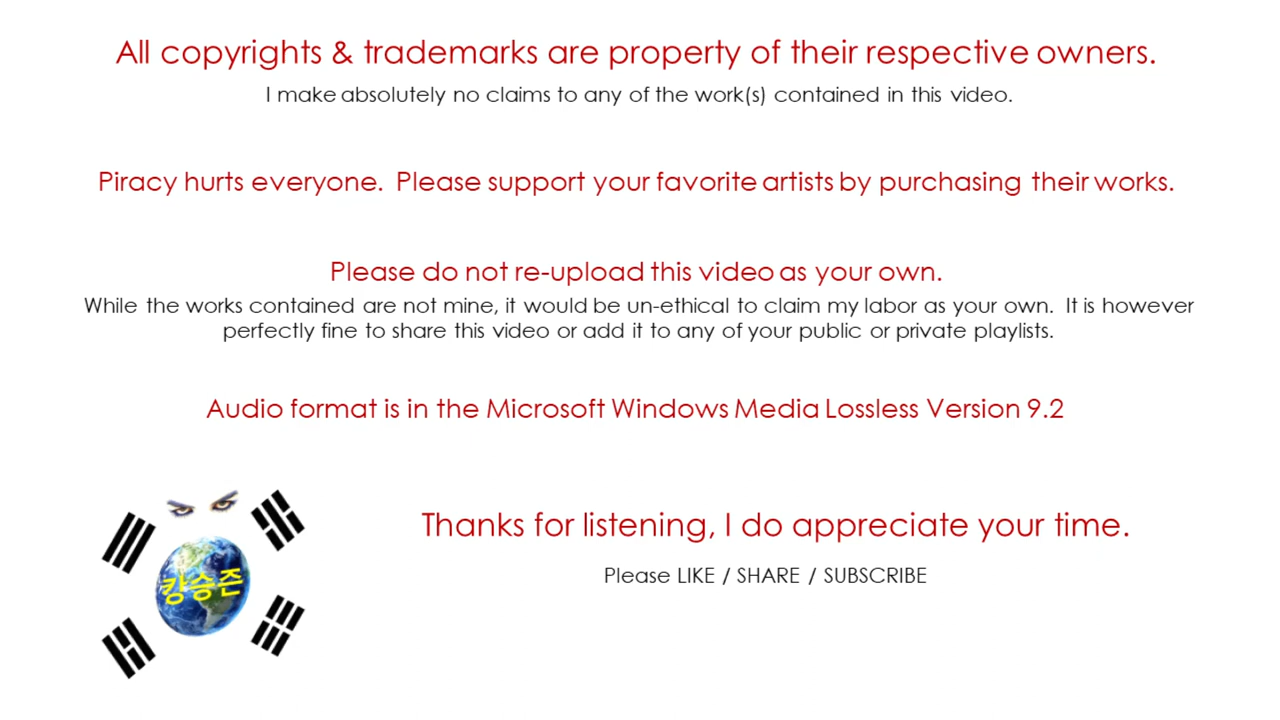 All copyrights & trademarks are property of their respective owners.
I make absolutely no claims to any of the work(s) contained in this video.
Piracy hurts everyone. Please support your favorite artists by purchasing their works.
Please do not re-upload this video as your own.
While the works contained are not mine, it would be un-ethical to claim my labor as your own. It is however
perfectly fine to share this video or add it to any of your public or private playlists.
Audio format is in the Microsoft Windows Media Lossless Version 9.2
Thanks for listening, I do appreciate your time.
Please LIKE / SHARE / SUBSCRIBE
캉승즌